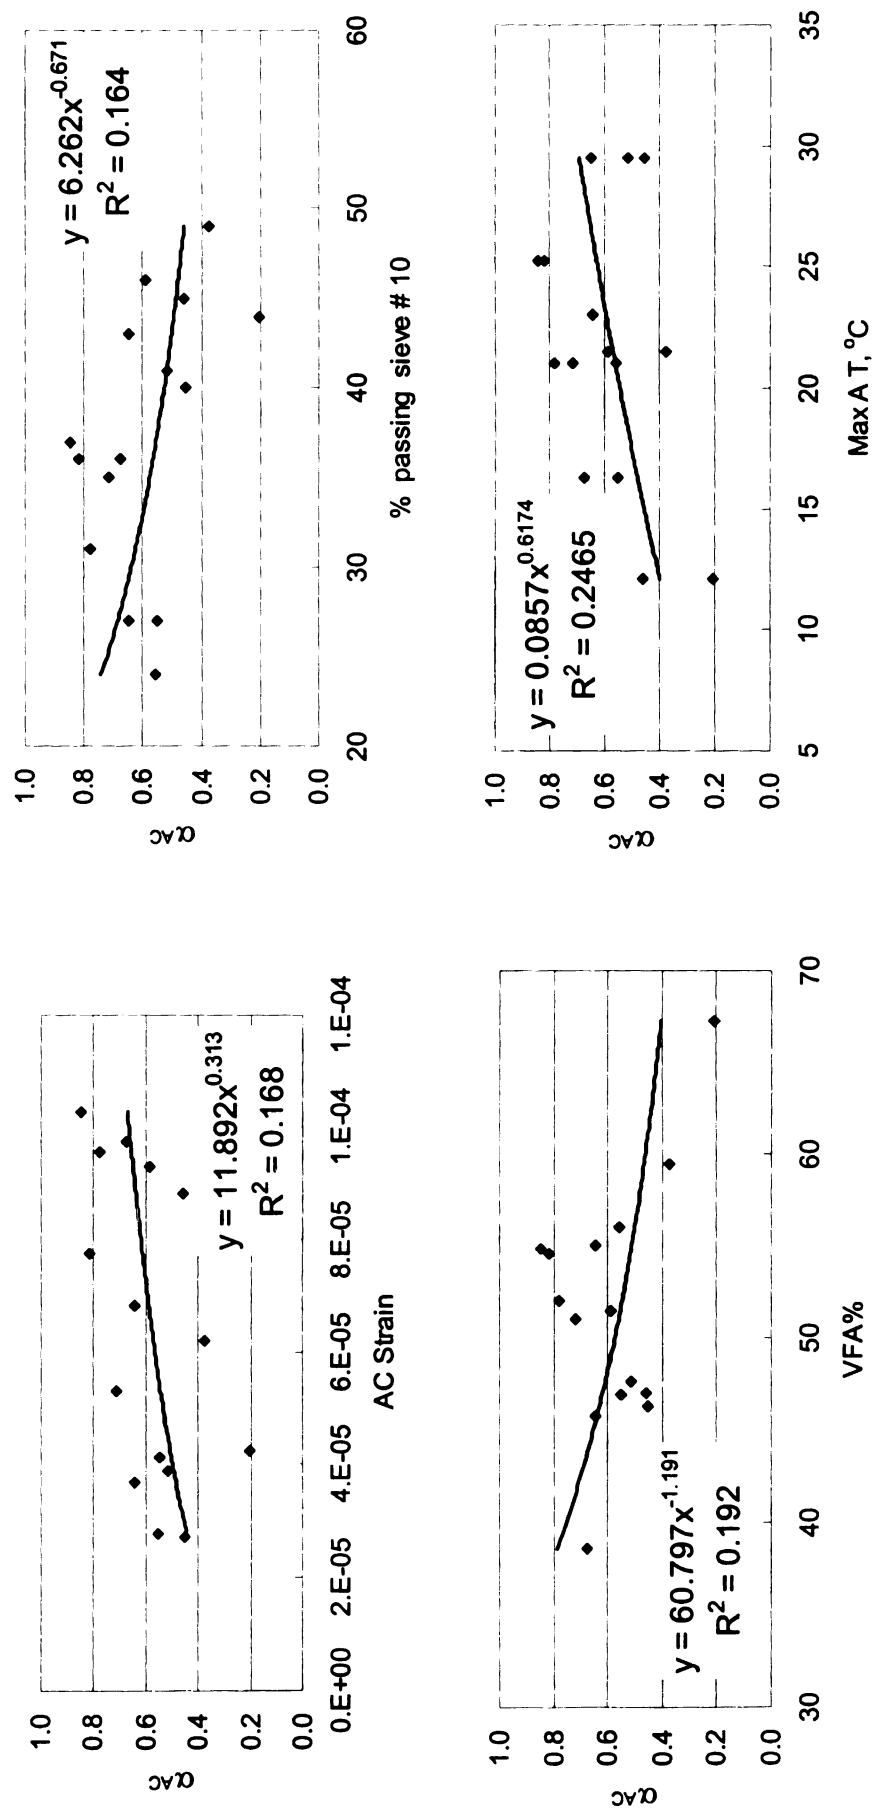 1.0
0.8
0.6
0.4
0.2
0.0
αAC
y = 11.892x^0.313
R² = 0.168
0.E+00 2.E-05 4.E-05 6.E-05 8.E-05 1.E-04 1.E-04
AC Strain
1.0
0.8
0.6
0.4
0.2
0.0
αAC
y = 6.262x^-0.671
R² = 0.164
20 30 40 50 60
% passing sieve # 10
1.0
0.8
0.6
0.4
0.2
0.0
αAC
y = 60.797x^-1.191
R² = 0.192
30 40 50 60 70
VFA%
1.0
0.8
0.6
0.4
0.2
0.0
αAC
y = 0.0857x^0.6174
R² = 0.2465
5 10 15 20 25 30 35
Max A T, °C